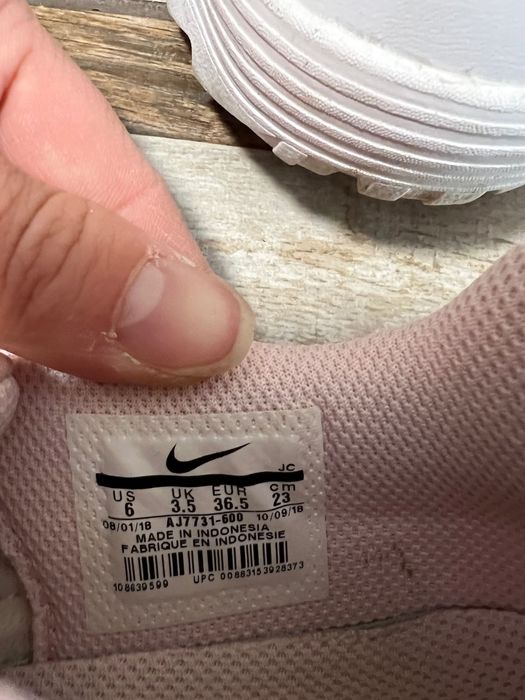 JC
US UK EUR cm
6 3.5 36.5 23
08/01/18 AJ7731-600 10/09/18
MADE IN INDONESIA
FABRIQUE EN INDONESIE
108639599 UPC 00883153928373